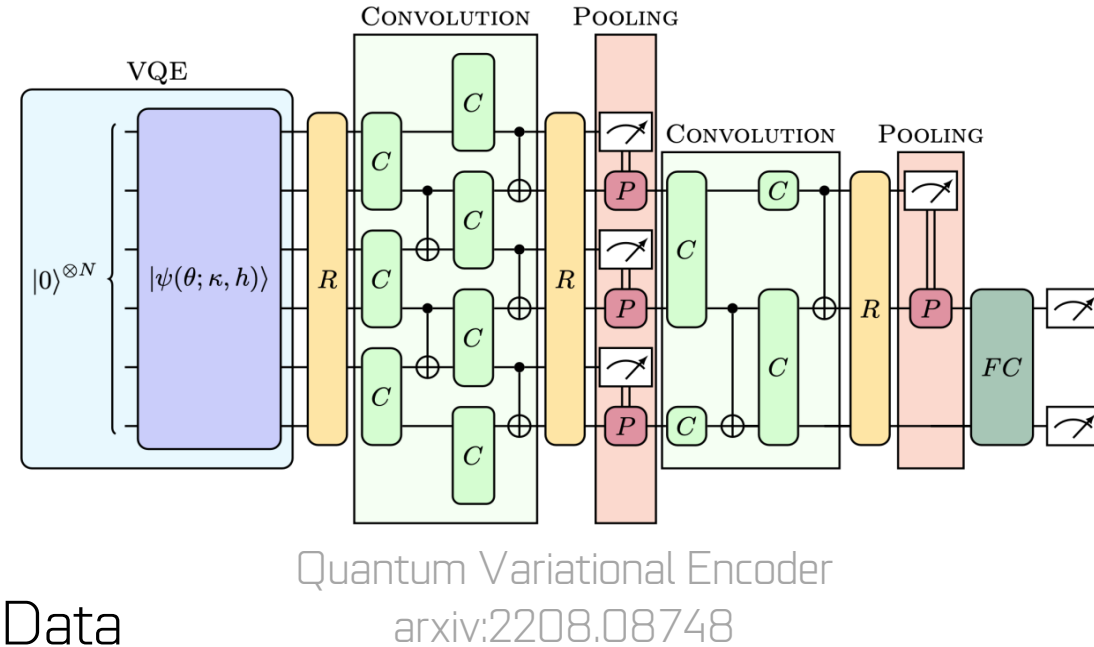 CONVOLUTION
POOLING
VQE
CONVOLUTION
POOLING
|0⟩^{⊗N}
|ψ(θ; κ, h)⟩
R
C
C
C
C
C
C
C
R
P
P
P
C
C
C
C
R
P
FC
Quantum Variational Encoder
Data
arxiv:2208.08748